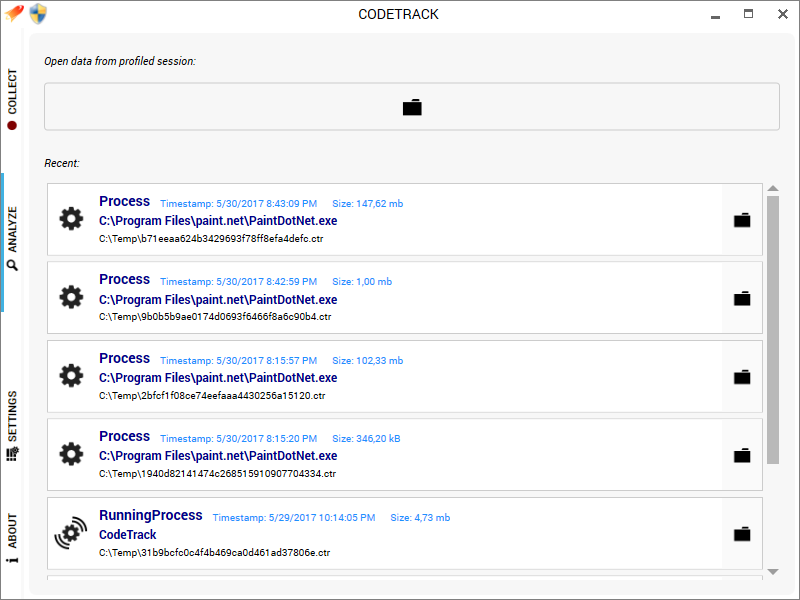 CODETRACK
COLLECT
ANALYZE
SETTINGS
ABOUT
Open data from profiled session:
Recent:
Process Timestamp: 5/30/2017 8:43:09 PM Size: 147,62 mb
C:\Program Files\paint.net\PaintDotNet.exe
C:\Temp\b71eeaa624b3429693f78ff8efa4defc.ctr
Process Timestamp: 5/30/2017 8:42:59 PM Size: 1,00 mb
C:\Program Files\paint.net\PaintDotNet.exe
C:\Temp\9b0b5b9ae0174d0693f6466f8a6c90b4.ctr
Process Timestamp: 5/30/2017 8:15:57 PM Size: 102,33 mb
C:\Program Files\paint.net\PaintDotNet.exe
C:\Temp\2bfcf1f08ce74eefaaa4430256a15120.ctr
Process Timestamp: 5/30/2017 8:15:20 PM Size: 346,20 kB
C:\Program Files\paint.net\PaintDotNet.exe
C:\Temp\1940d82141474c268515910907704334.ctr
RunningProcess Timestamp: 5/29/2017 10:14:05 PM Size: 4,73 mb
CodeTrack
C:\Temp\31b9bcfc0c4f4b469ca0d461ad37806e.ctr